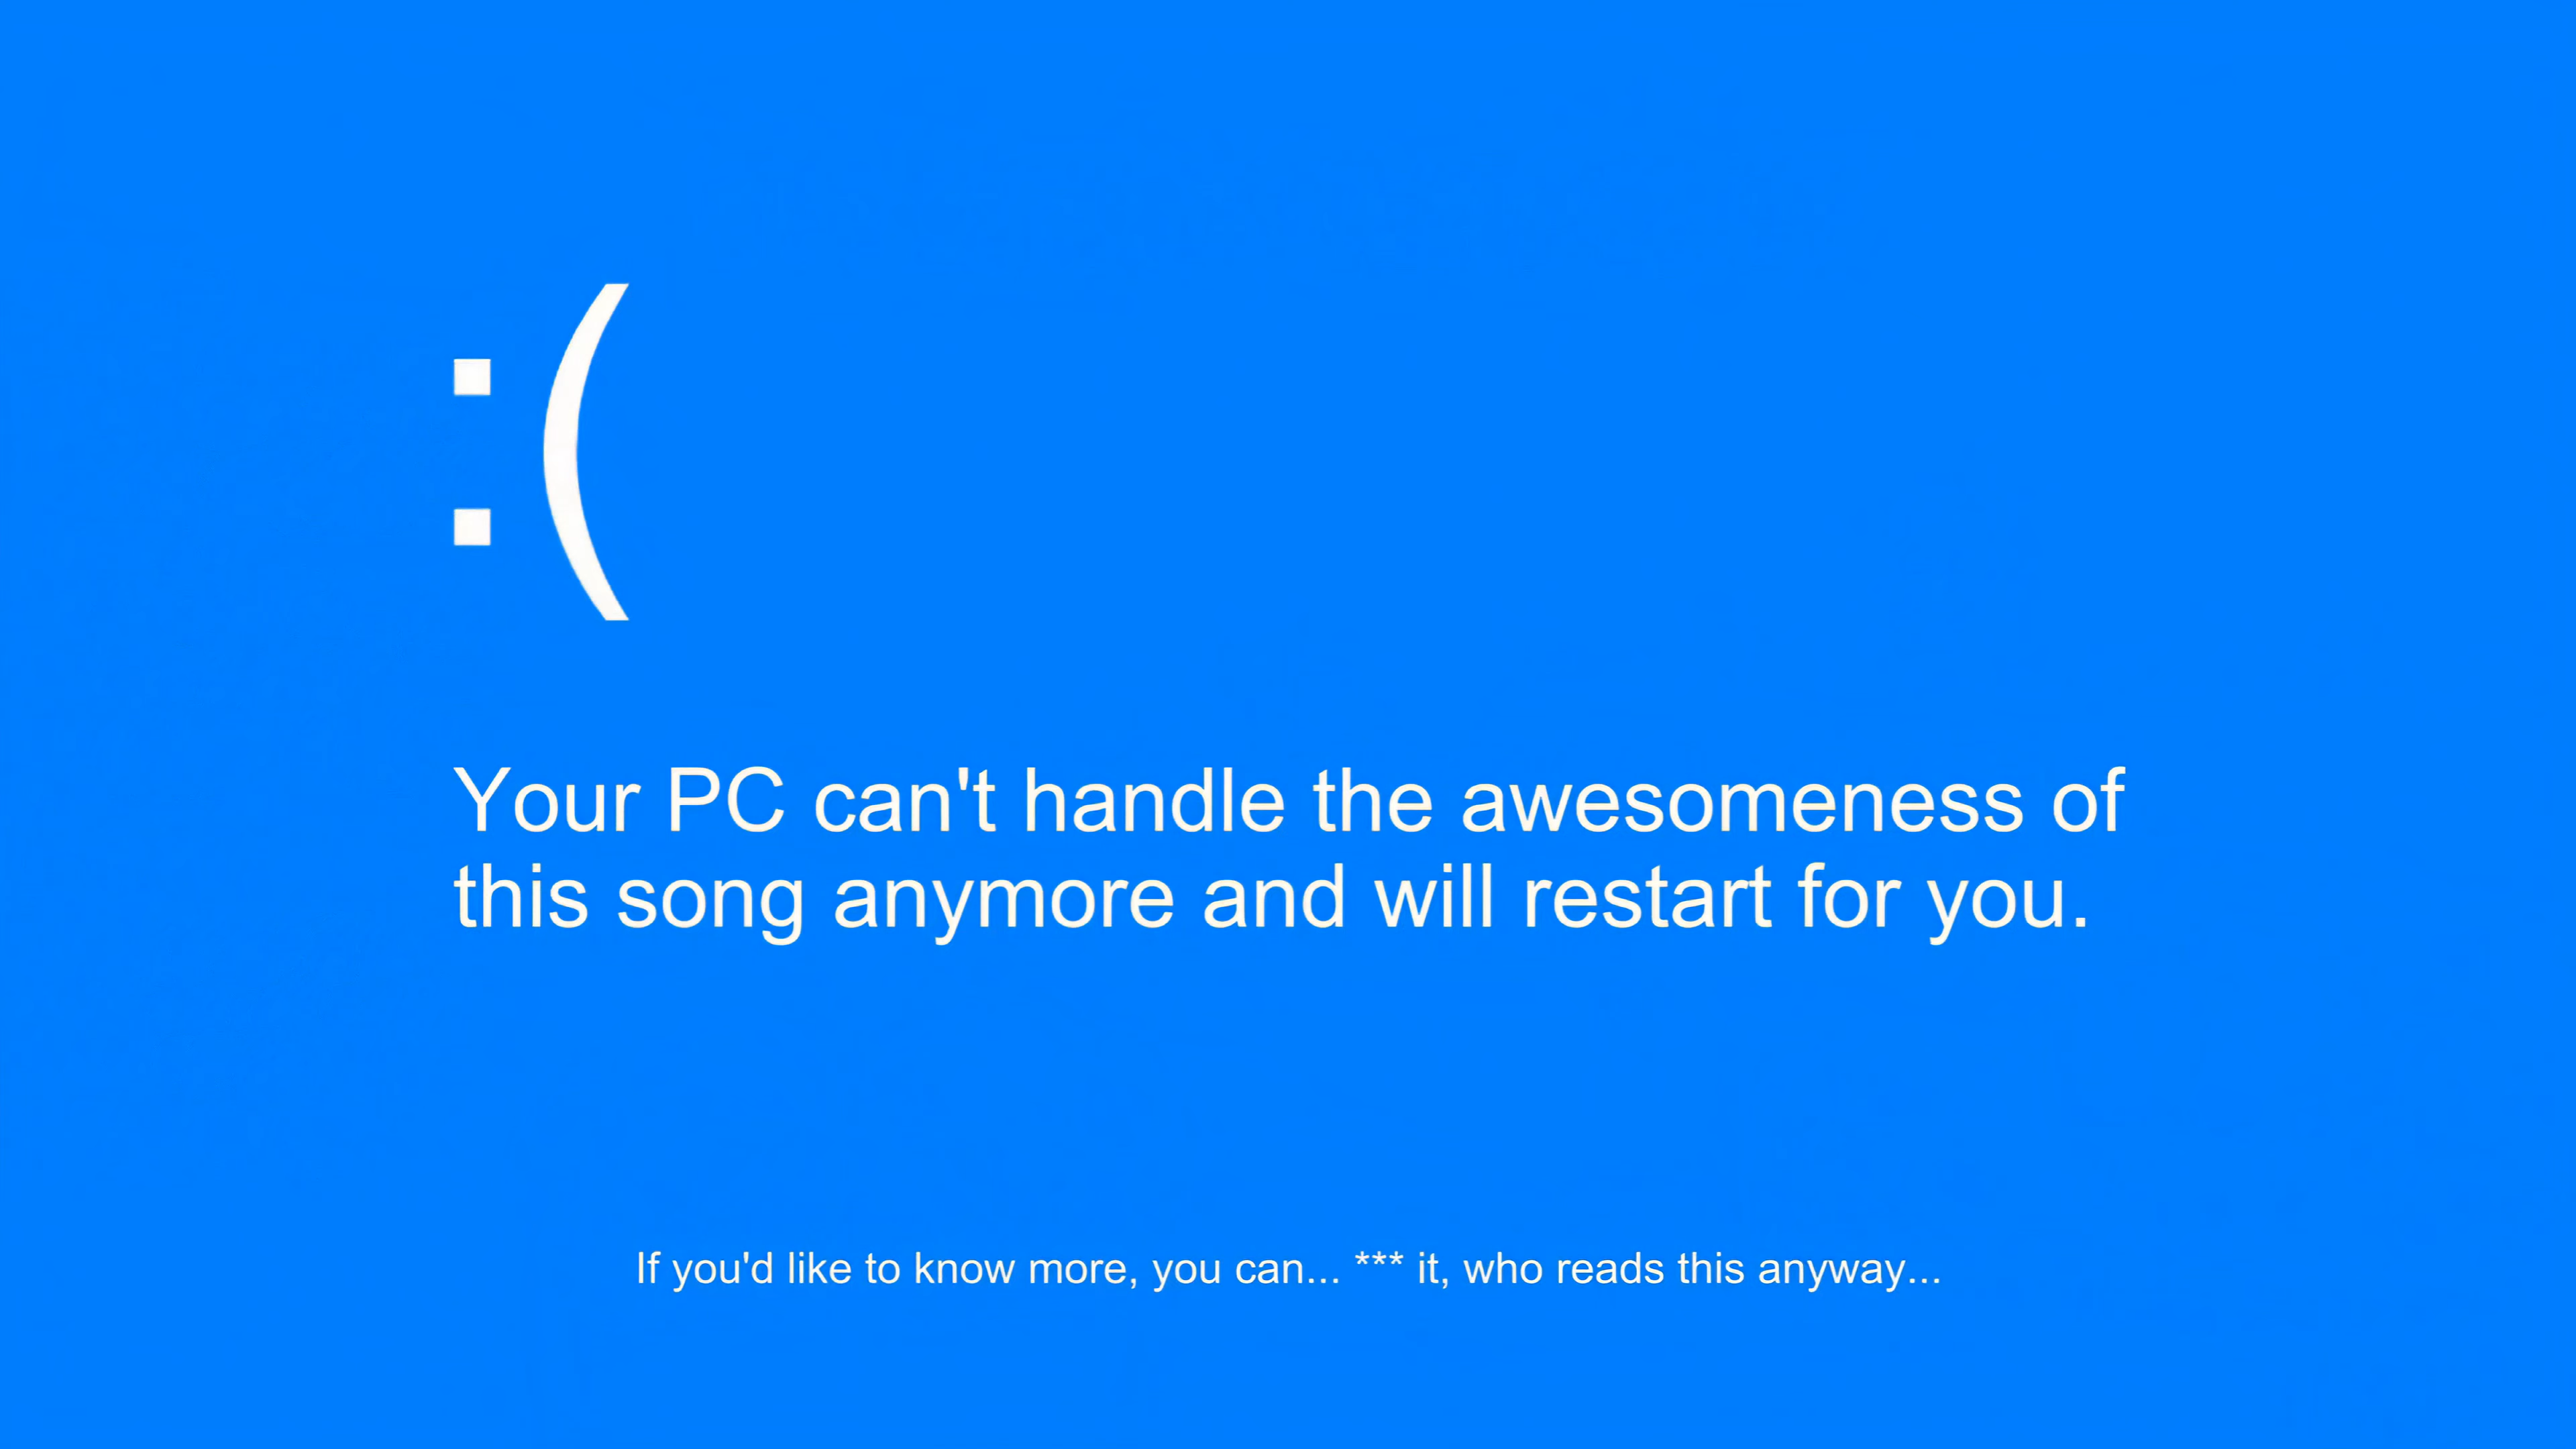 :(
Your PC can't handle the awesomeness of
this song anymore and will restart for you.
If you'd like to know more, you can... *** it, who reads this anyway...